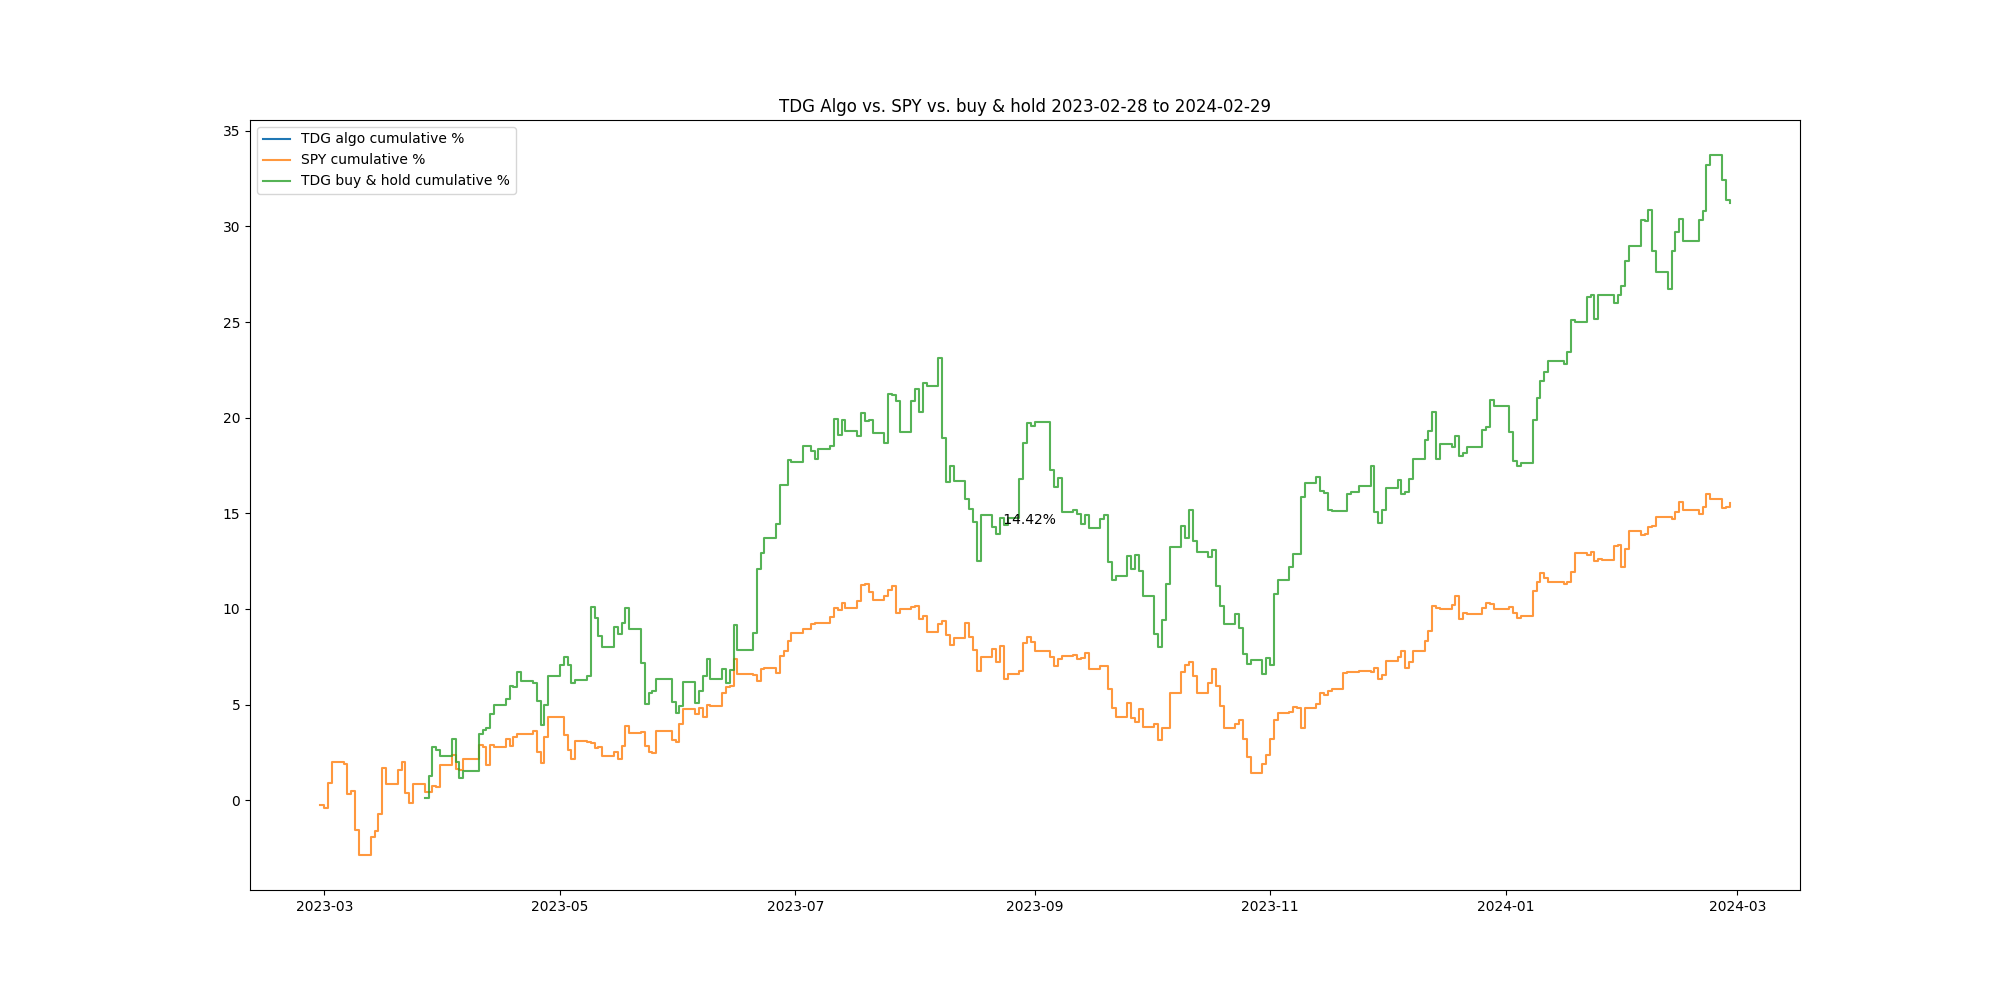 TDG Algo vs. SPY vs. buy & hold 2023-02-28 to 2024-02-29
TDG algo cumulative %
SPY cumulative %
TDG buy & hold cumulative %
35
30
25
20
15
10
5
0
14.42%
2023-03 2023-05 2023-07 2023-09 2023-11 2024-01 2024-03